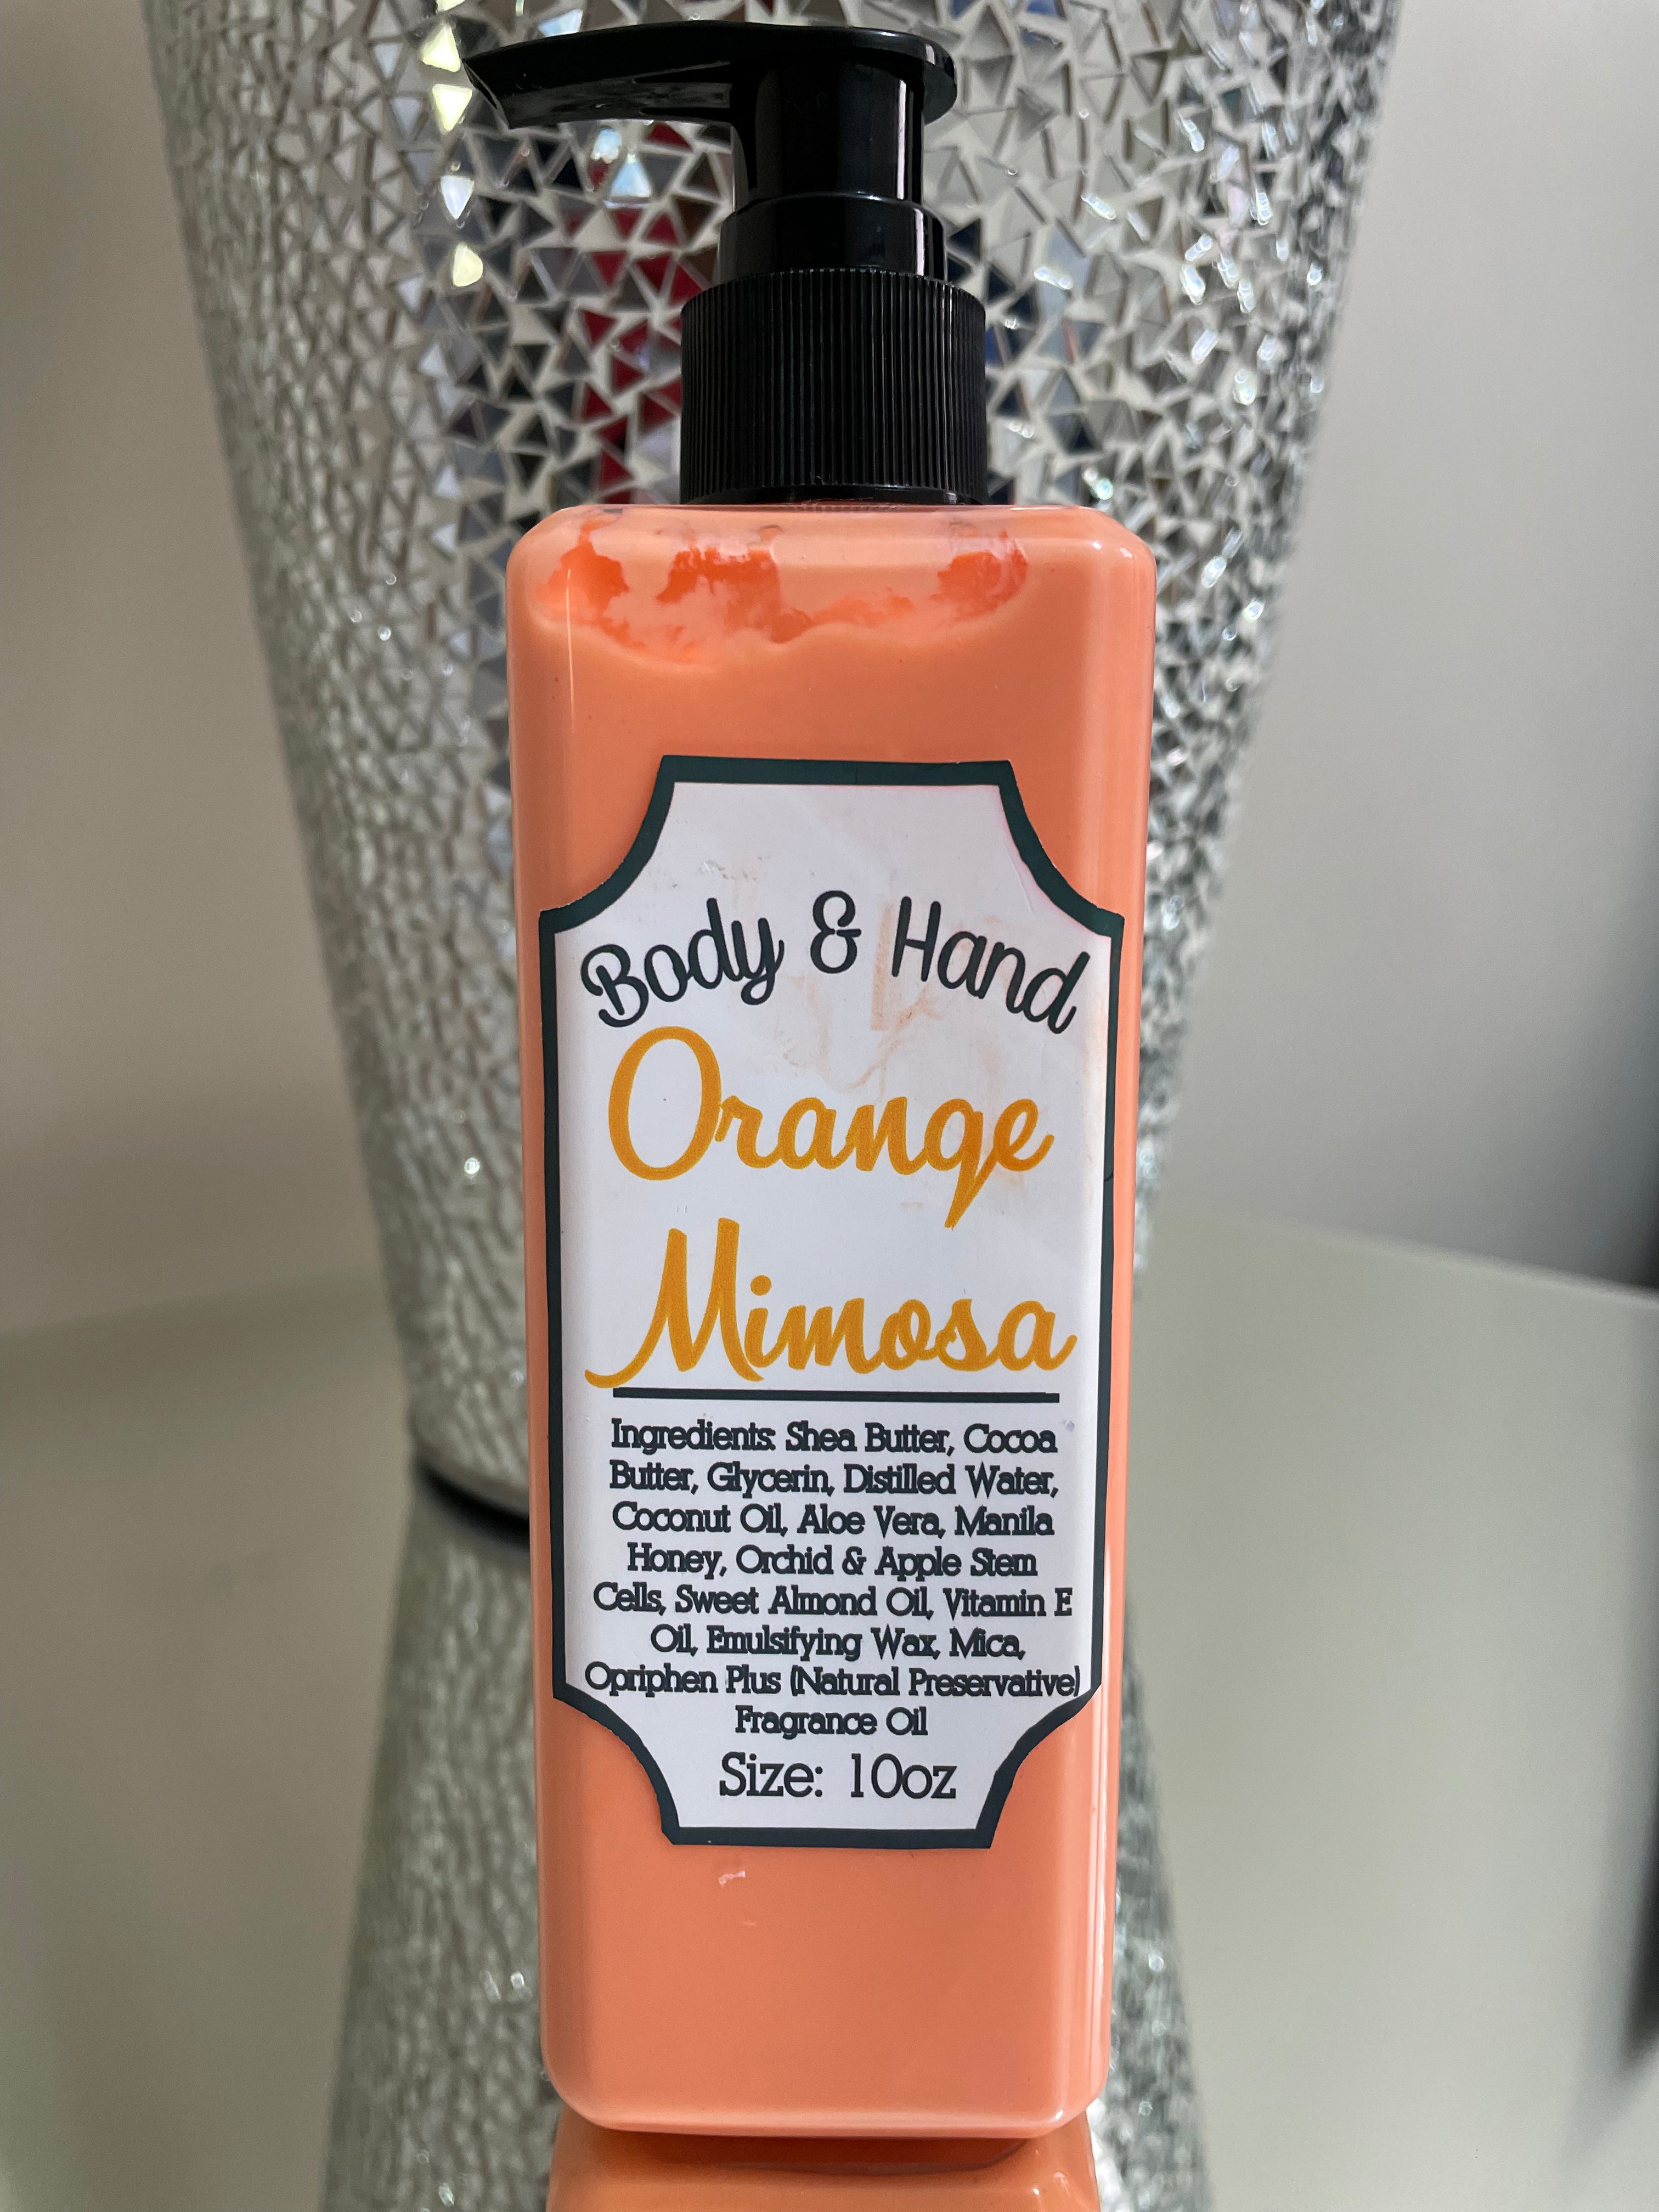 Body & Hand
Orange
Mimosa
Ingredients: Shea Butter, Cocoa
Butter, Glycerin, Distilled Water,
Coconut Oil, Aloe Vera, Manila
Honey, Orchid & Apple Stem
Cells, Sweet Almond Oil, Vitamin E
Oil, Emulsifying Wax, Mica,
Opriphen Plus (Natural Preservative)
Fragrance Oil
Size: 10oz